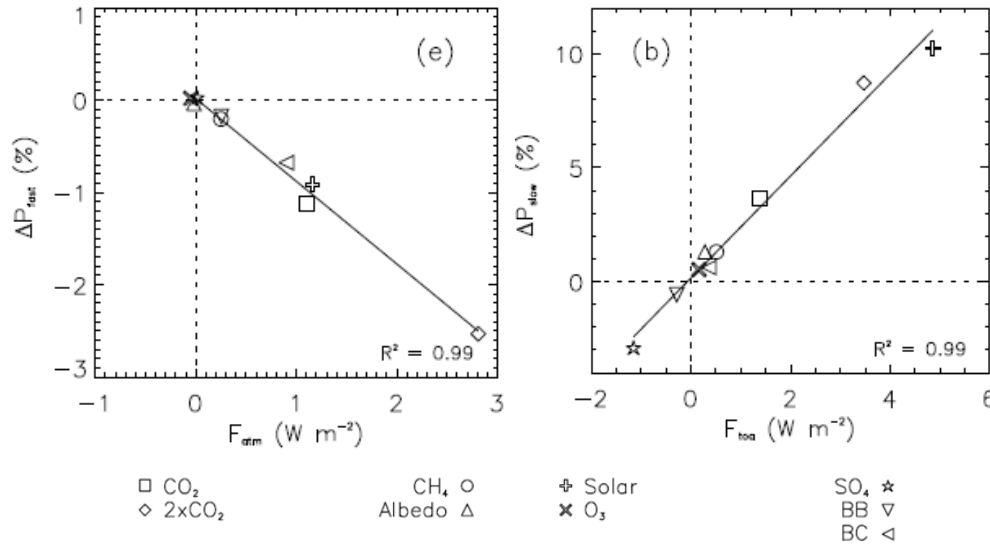 1
0
−1
−2
−3
ΔP_fast (%)
(e)
R² = 0.99
−1 0 1 2 3
F_atm (W m⁻²)
10
5
0
ΔP_slow (%)
(b)
R² = 0.99
−2 0 2 4 6
F_toa (W m⁻²)
□ CO₂ CH₄ ○ Solar SO₄ ☆
◇ 2xCO₂ Albedo △ × O₃ BB ▽
BC ◁